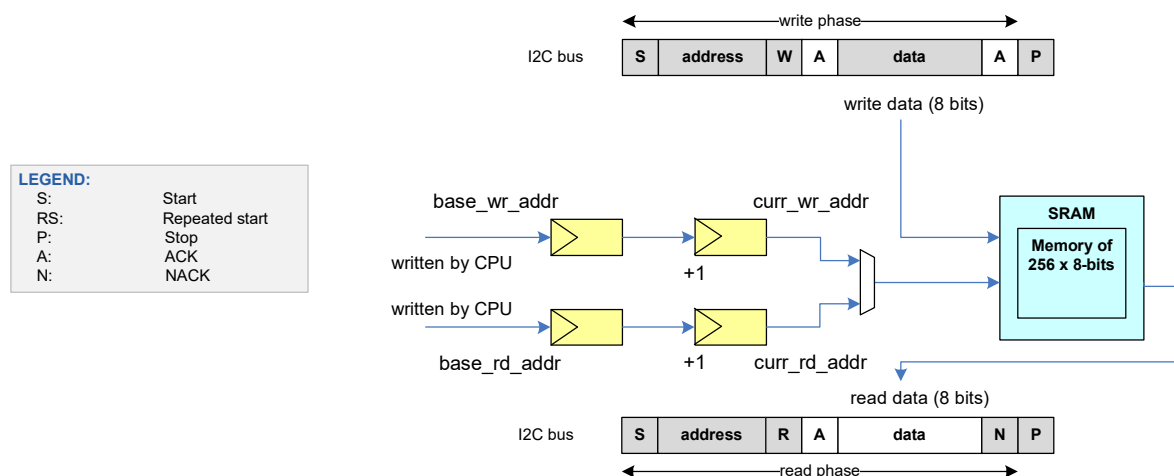 write phase
I2C bus S address W A data A P
write data (8 bits)
LEGEND:
S: Start
RS: Repeated start
P: Stop
A: ACK
N: NACK
base_wr_addr curr_wr_addr
written by CPU +1
SRAM
Memory of
256 x 8-bits
written by CPU
base_rd_addr +1 curr_rd_addr
read data (8 bits)
I2C bus S address R A data N P
read phase